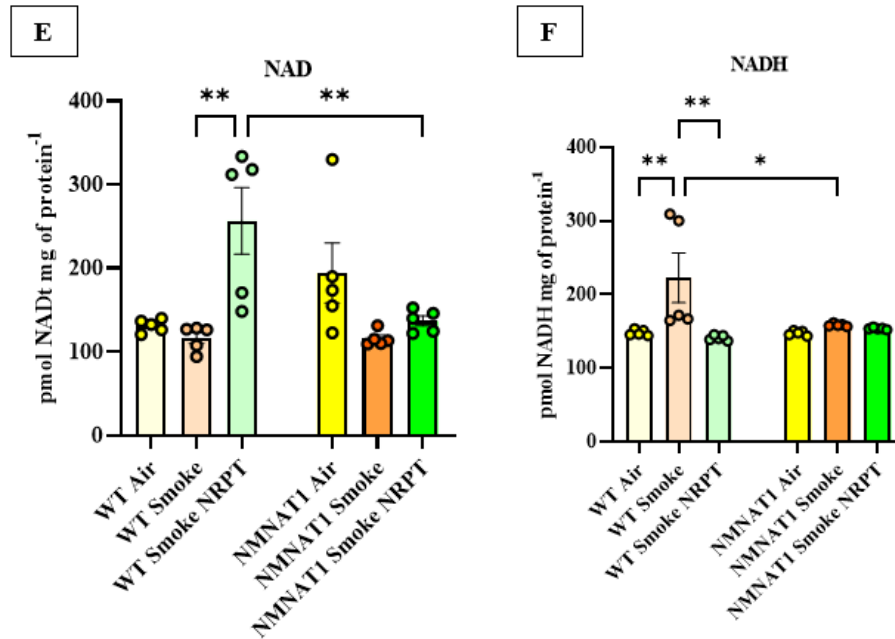 E
NAD
** **
400
300
200
100
0
pmol NADt mg of protein⁻¹
WT Air
WT Smoke
WT Smoke NRPT
NMNAT1 Air
NMNAT1 Smoke
NMNAT1 Smoke NRPT
F
NADH
**
** *
400
300
200
100
0
pmol NADH mg of protein⁻¹
WT Air
WT Smoke
WT Smoke NRPT
NMNAT1 Air
NMNAT1 Smoke
NMNAT1 Smoke NRPT